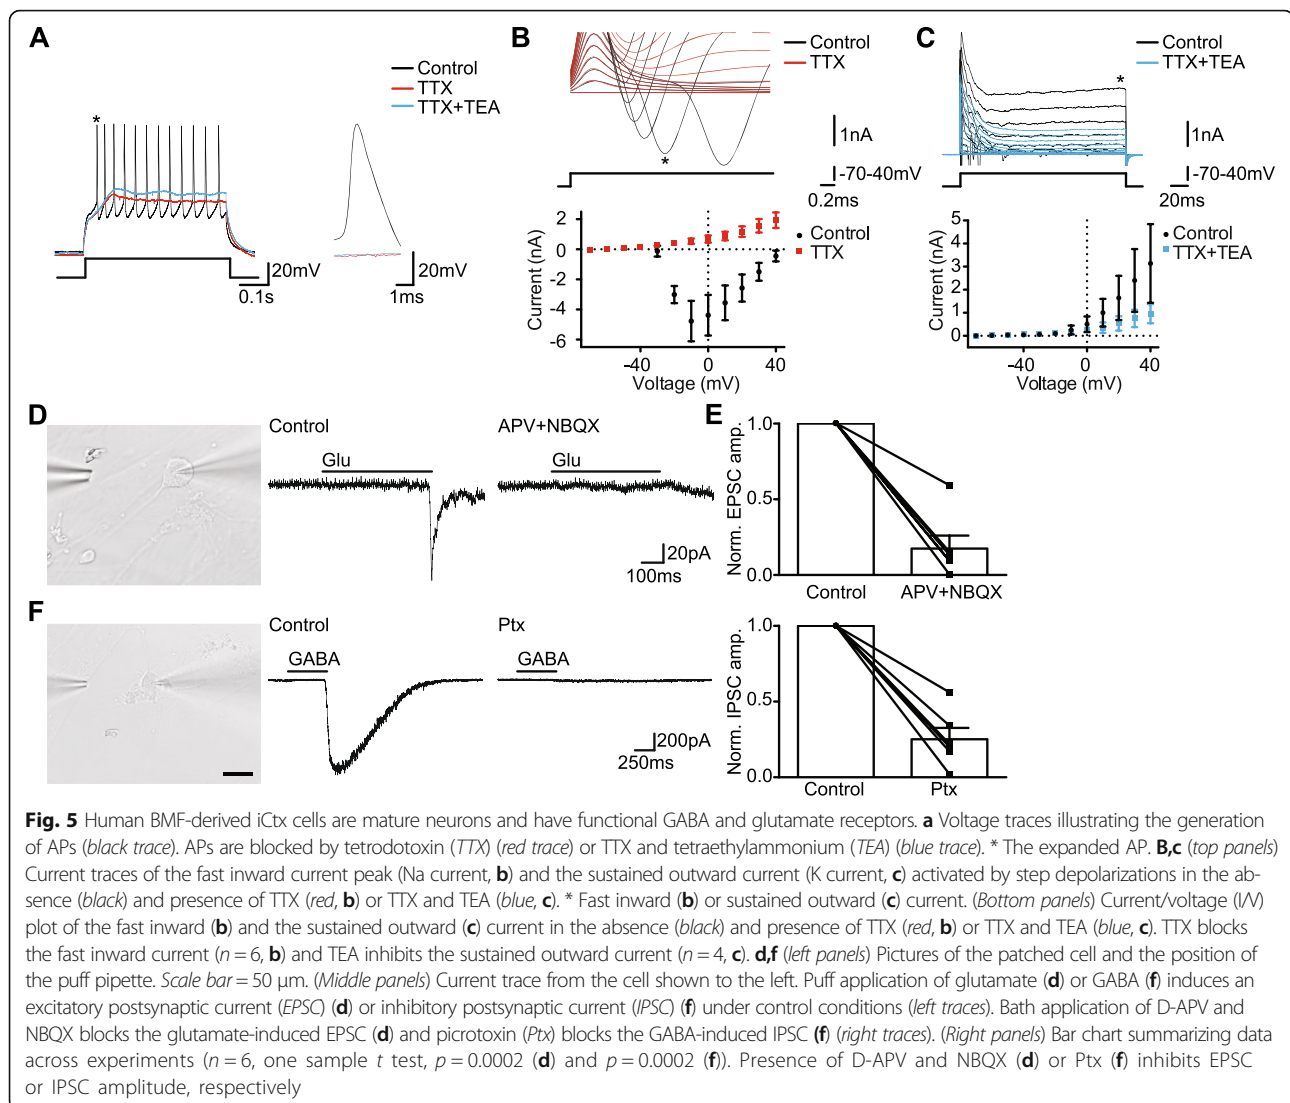 A
Control
TTX
TTX+TEA
*
20mV
0.1s
20mV
1ms
B
Control
TTX
*
1nA
-70-40mV
0.2ms
Current (nA)
2
0
-2
-4
-6
Control
TTX
-40
0
40
Voltage (mV)
C
Control
TTX+TEA
*
1nA
-70-40mV
20ms
Current (nA)
5
4
3
2
1
0
Control
TTX+TEA
-40
0
40
Voltage (mV)
D
Control
Glu
APV+NBQX
Glu
20pA
100ms
E
Norm. EPSC amp.
1.0
0.5
0.0
Control
APV+NBQX
F
Control
GABA
Ptx
GABA
200pA
250ms
Norm. IPSC amp.
1.0
0.5
0.0
Control
Ptx
Fig. 5 Human BMF-derived iCtx cells are mature neurons and have functional GABA and glutamate receptors. a Voltage traces illustrating the generation
of APs (black trace). APs are blocked by tetrodotoxin (TTX) (red trace) or TTX and tetraethylammonium (TEA) (blue trace). * The expanded AP. B,c (top panels)
Current traces of the fast inward current peak (Na current, b) and the sustained outward current (K current, c) activated by step depolarizations in the ab-
sence (black) and presence of TTX (red, b) or TTX and TEA (blue, c). * Fast inward (b) or sustained outward (c) current. (Bottom panels) Current/voltage (I/V)
plot of the fast inward (b) and the sustained outward (c) current in the absence (black) and presence of TTX (red, b) or TTX and TEA (blue, c). TTX blocks
the fast inward current (n = 6, b) and TEA inhibits the sustained outward current (n = 4, c). d,f (left panels) Pictures of the patched cell and the position of
the puff pipette. Scale bar = 50 μm. (Middle panels) Current trace from the cell shown to the left. Puff application of glutamate (d) or GABA (f) induces an
excitatory postsynaptic current (EPSC) (d) or inhibitory postsynaptic current (IPSC) (f) under control conditions (left traces). Bath application of D-APV and
NBQX blocks the glutamate-induced EPSC (d) and picrotoxin (Ptx) blocks the GABA-induced IPSC (f) (right traces). (Right panels) Bar chart summarizing data
across experiments (n = 6, one sample t test, p = 0.0002 (d) and p = 0.0002 (f)). Presence of D-APV and NBQX (d) or Ptx (f) inhibits EPSC
or IPSC amplitude, respectively